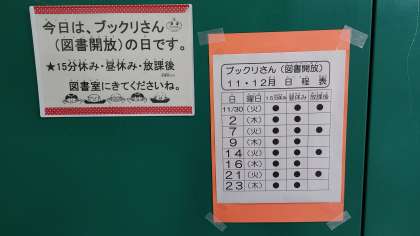 今日は、ブックりさん
（図書開放）の日です。
★15分休み・昼休み・放課後
図書室にきてくださいね。
ブックりさん（図書開放）
11・12月 日程表
日 曜日 15分休み 昼休み 放課後
11/30 （火） ● ● ●
2 （木） ● ●
7 （火） ● ● ●
9 （木） ● ●
14 （火） ● ● ●
16 （木） ● ●
21 （火） ● ● ●
23 （木） ● ●